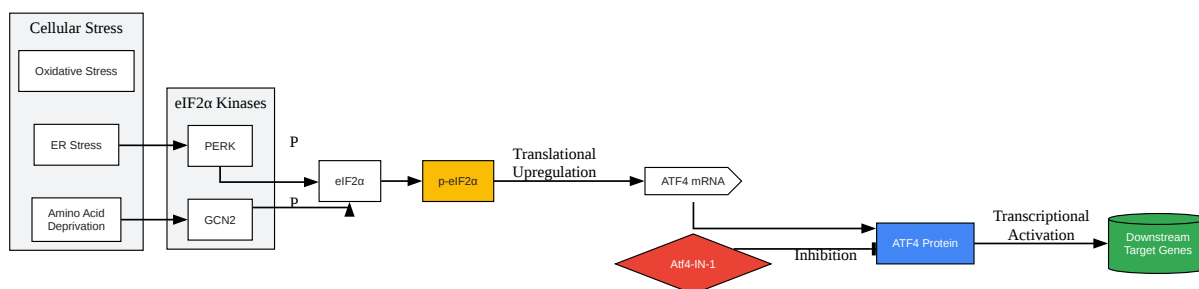 Cellular Stress
Oxidative Stress
ER Stress
Amino Acid
Deprivation
eIF2α Kinases
PERK
GCN2
P
P
eIF2α
p-eIF2α
Translational
Upregulation
ATF4 mRNA
Atf4-IN-1
Inhibition
ATF4 Protein
Transcriptional
Activation
Downstream
Target Genes